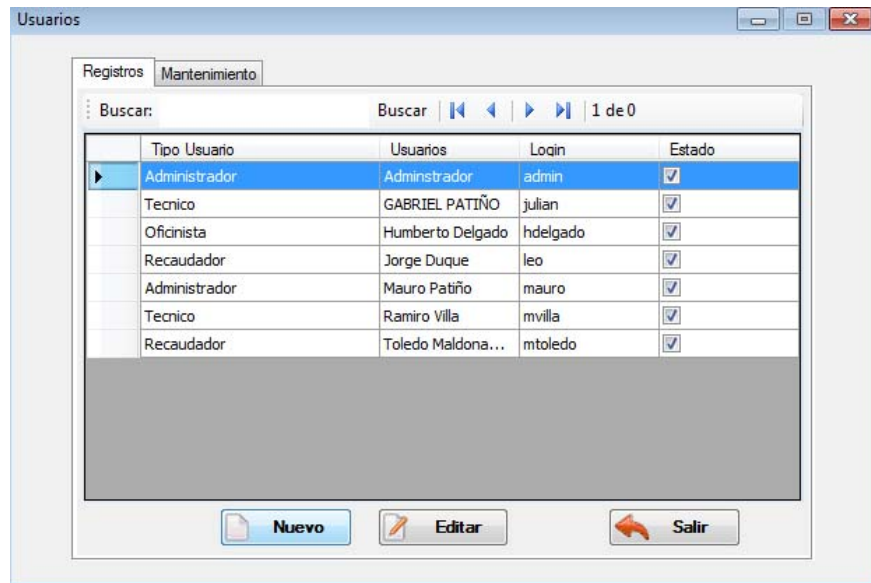 Usuarios
Registros Mantenimiento
Buscar: Buscar 1 de 0
Tipo Usuario Usuarios Login Estado
Administrador Adminstrador admin
Tecnico GABRIEL PATIÑO julian
Oficinista Humberto Delgado hdelgado
Recaudador Jorge Duque leo
Administrador Mauro Patiño mauro
Tecnico Ramiro Villa mvilla
Recaudador Toledo Maldona... mtoledo
Nuevo Editar Salir